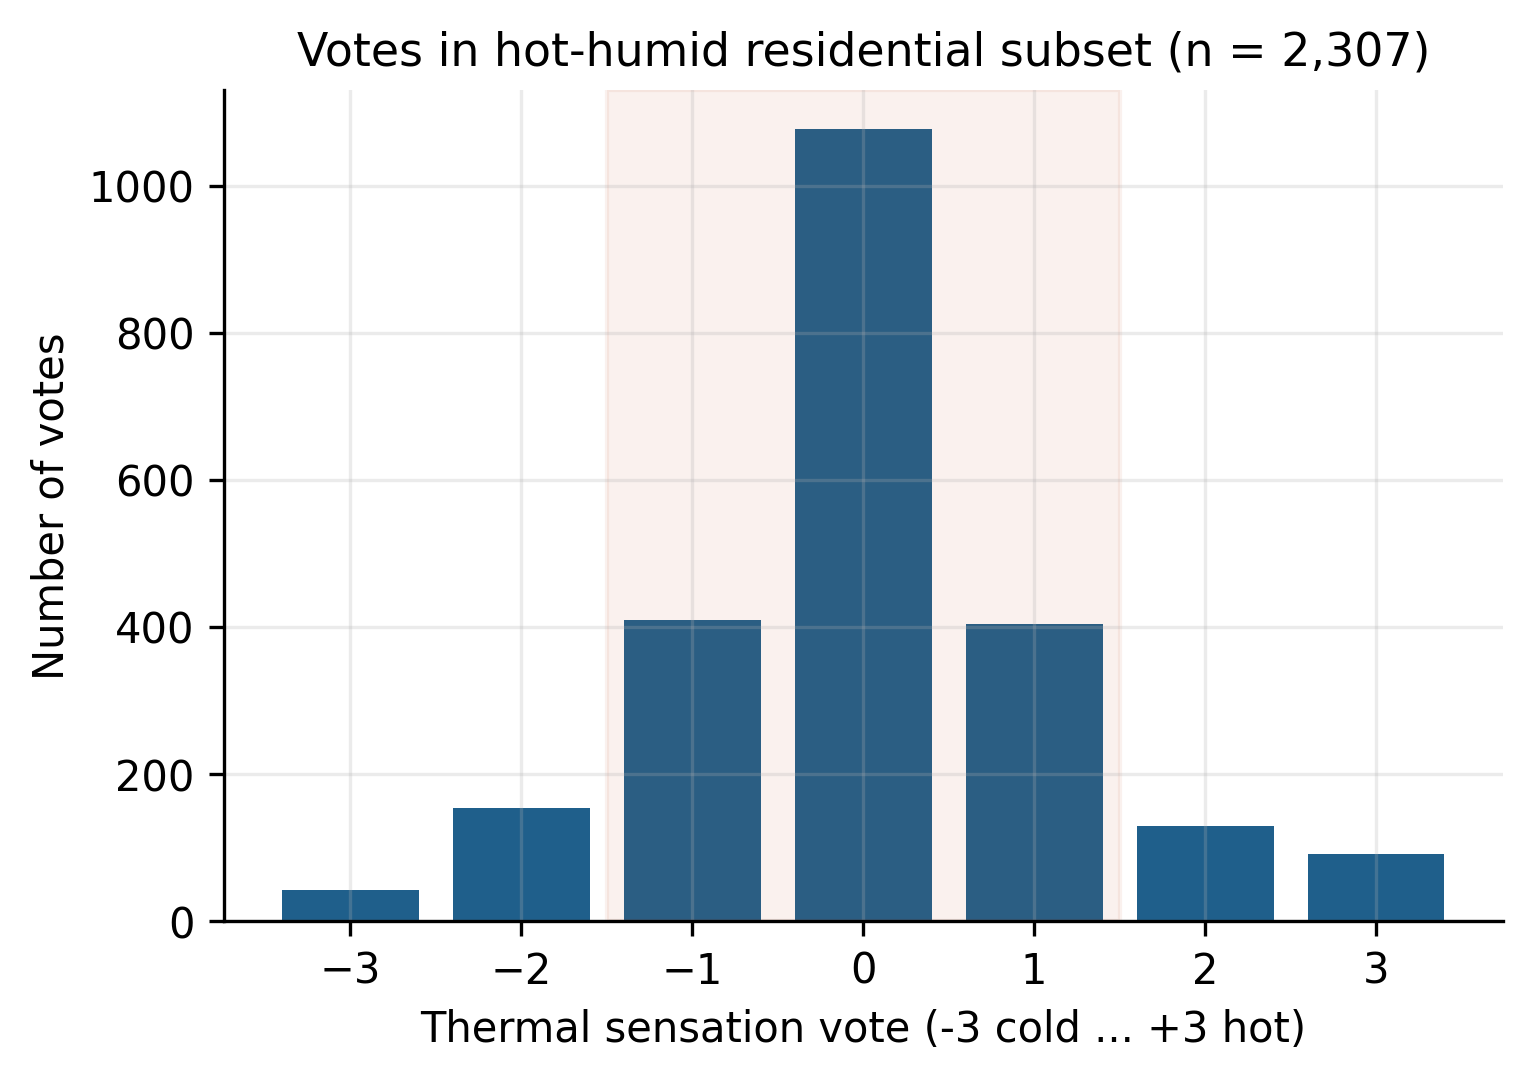 Votes in hot-humid residential subset (n = 2,307)
Number of votes
1000
800
600
400
200
0
−3 −2 −1 0 1 2 3
Thermal sensation vote (-3 cold ... +3 hot)